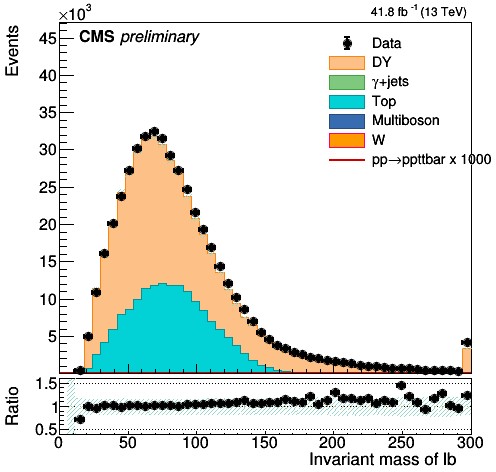 ×10³
41.8 fb⁻¹ (13 TeV)
CMS preliminary
Events
45
40
35
30
25
20
15
10
5
Data
DY
γ+jets
Top
Multiboson
W
pp→ppttbar x 1000
Ratio
1.5
1
0.5
0 50 100 150 200 250 300
Invariant mass of lb